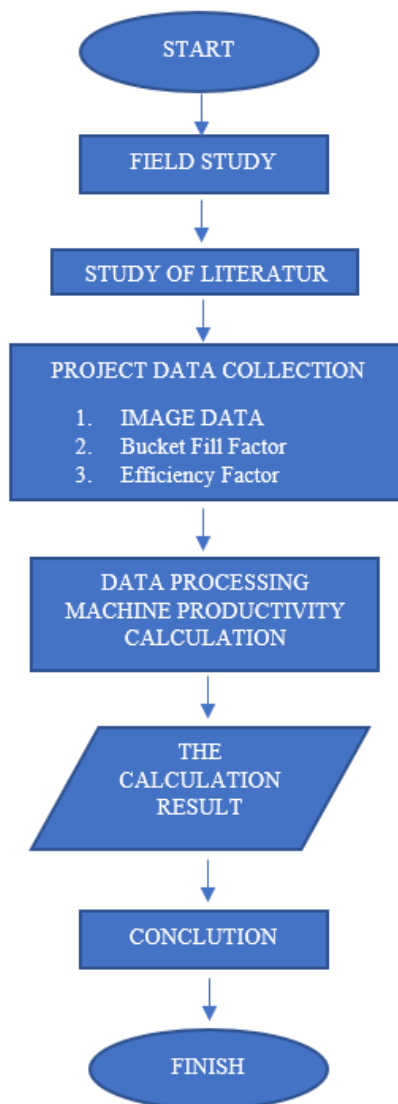 START
FIELD STUDY
STUDY OF LITERATUR
PROJECT DATA COLLECTION
1. IMAGE DATA
2. Bucket Fill Factor
3. Efficiency Factor
DATA PROCESSING
MACHINE PRODUCTIVITY
CALCULATION
THE
CALCULATION
RESULT
CONCLUTION
FINISH